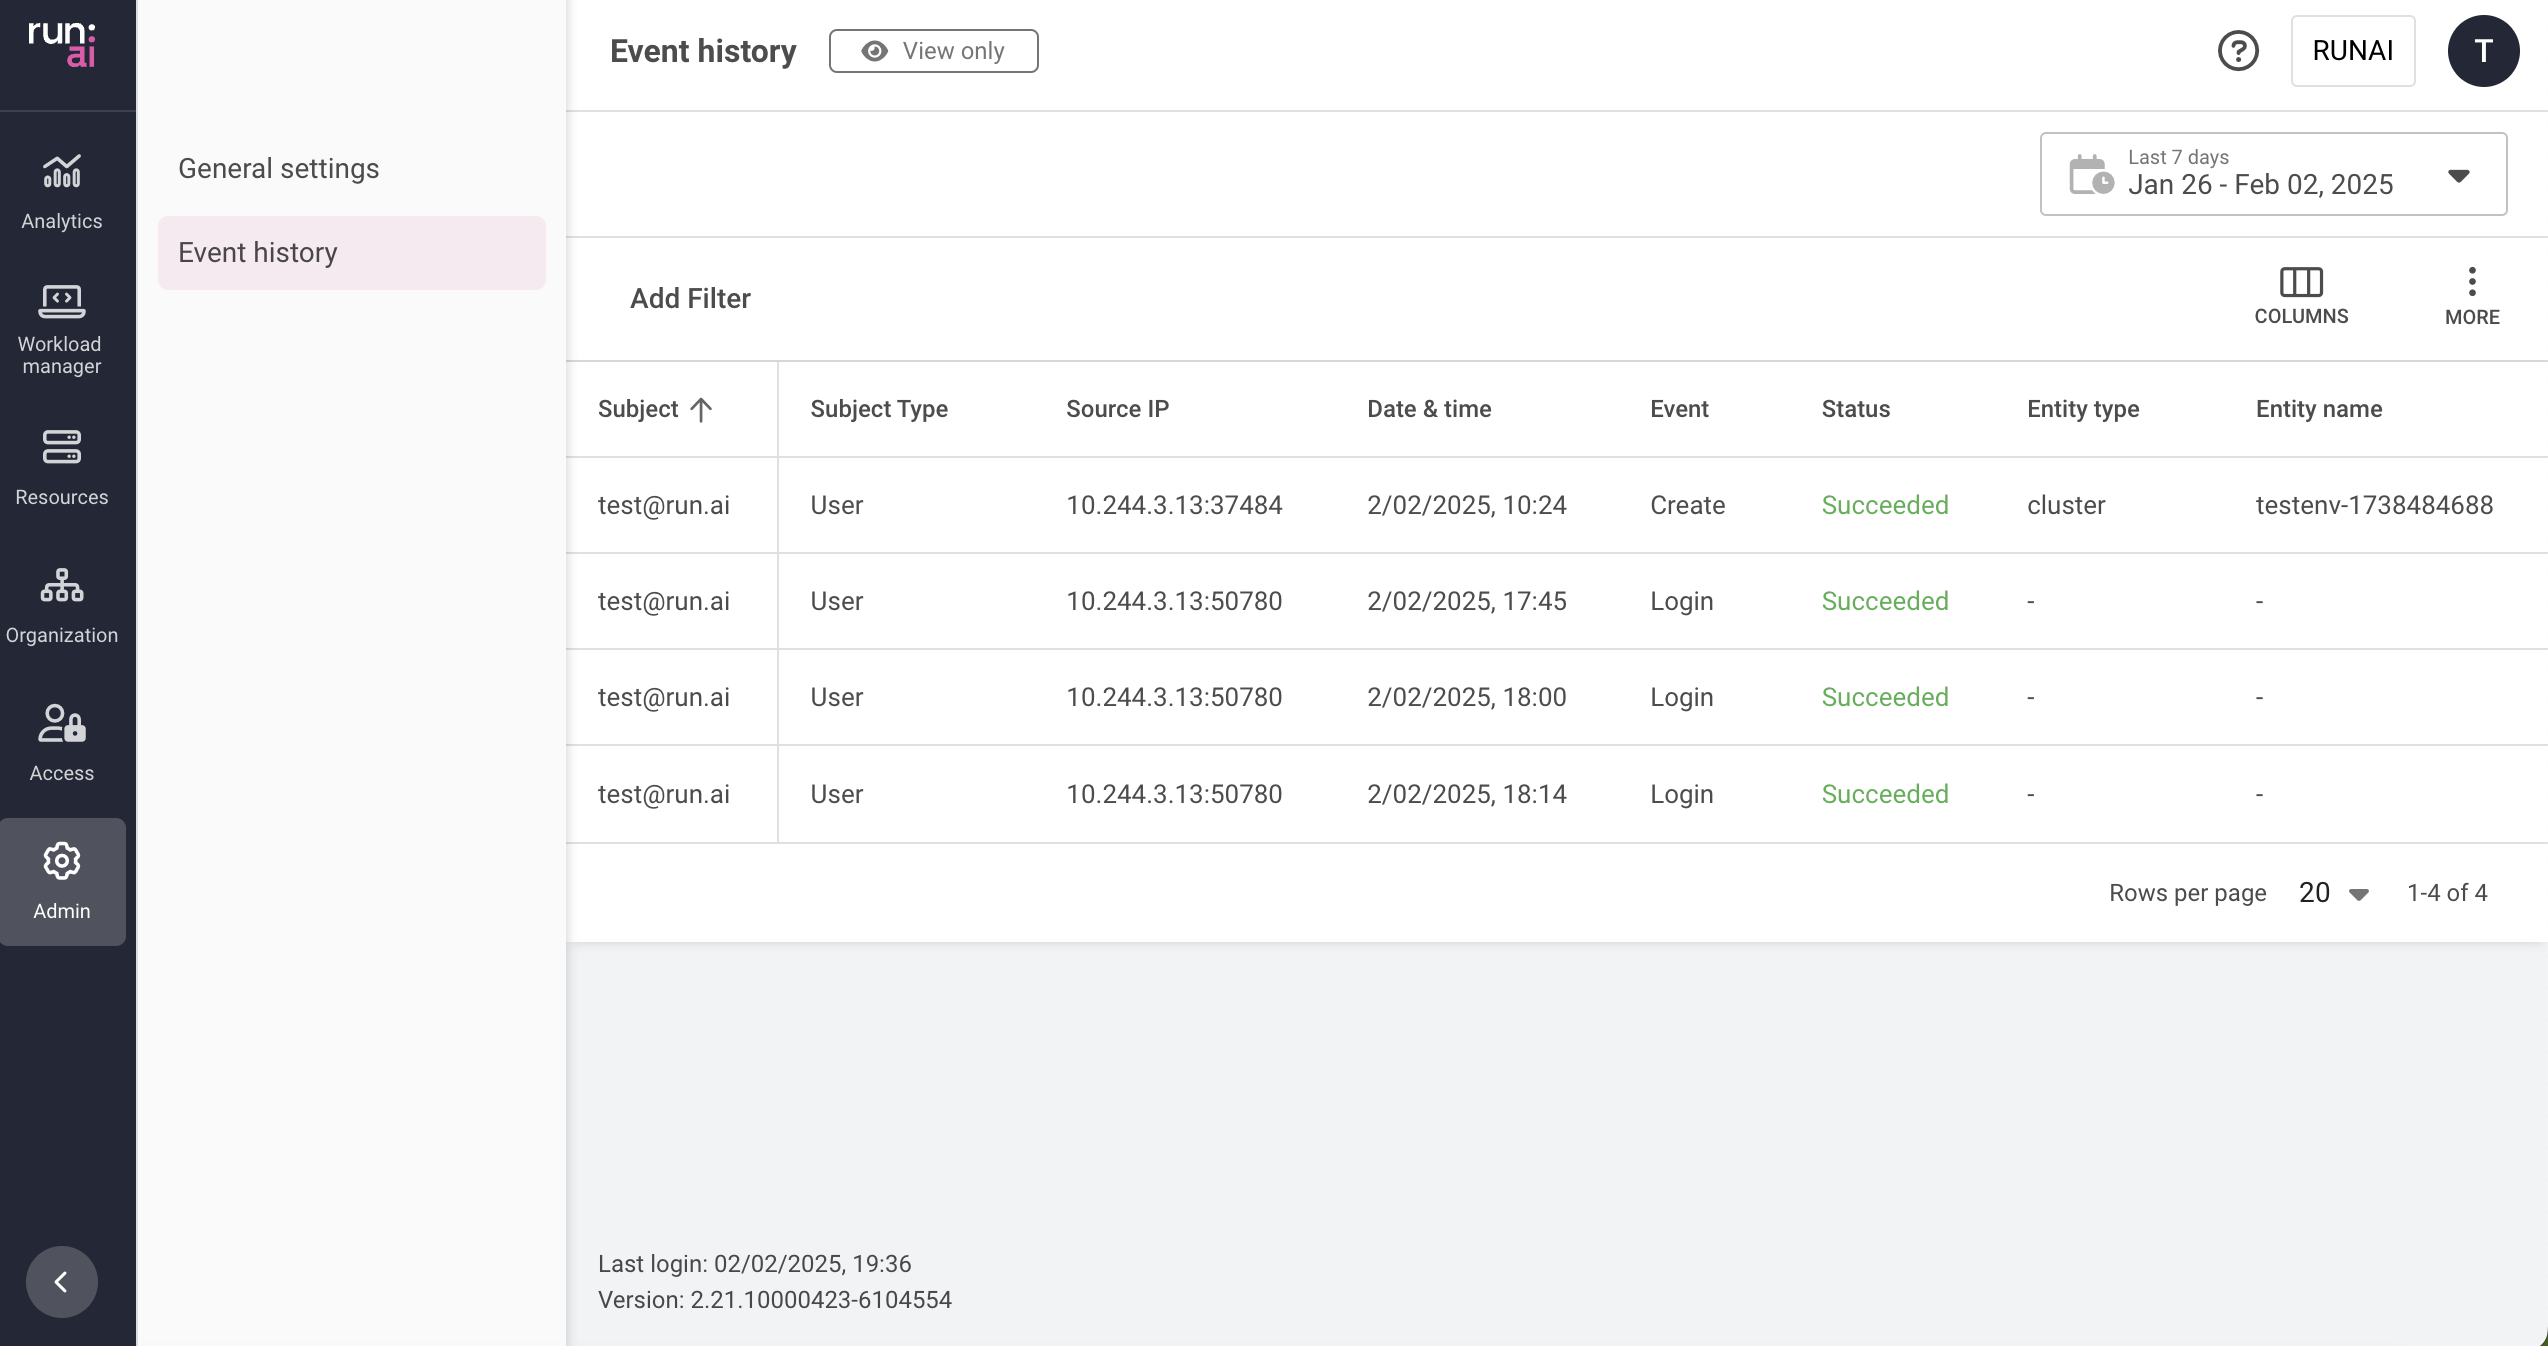 run:
ai
Analytics
Workload
manager
Resources
Organization
Access
Admin
General settings
Event history
Event history
View only
RUNAI
T
Last 7 days
Jan 26 - Feb 02, 2025
Add Filter
COLUMNS
MORE
Subject Subject Type Source IP Date & time Event Status Entity type Entity name
test@run.ai User 10.244.3.13:37484 2/02/2025, 10:24 Create Succeeded cluster testenv-1738484688
test@run.ai User 10.244.3.13:50780 2/02/2025, 17:45 Login Succeeded - -
test@run.ai User 10.244.3.13:50780 2/02/2025, 18:00 Login Succeeded - -
test@run.ai User 10.244.3.13:50780 2/02/2025, 18:14 Login Succeeded - -
Rows per page 20 1-4 of 4
Last login: 02/02/2025, 19:36
Version: 2.21.10000423-6104554